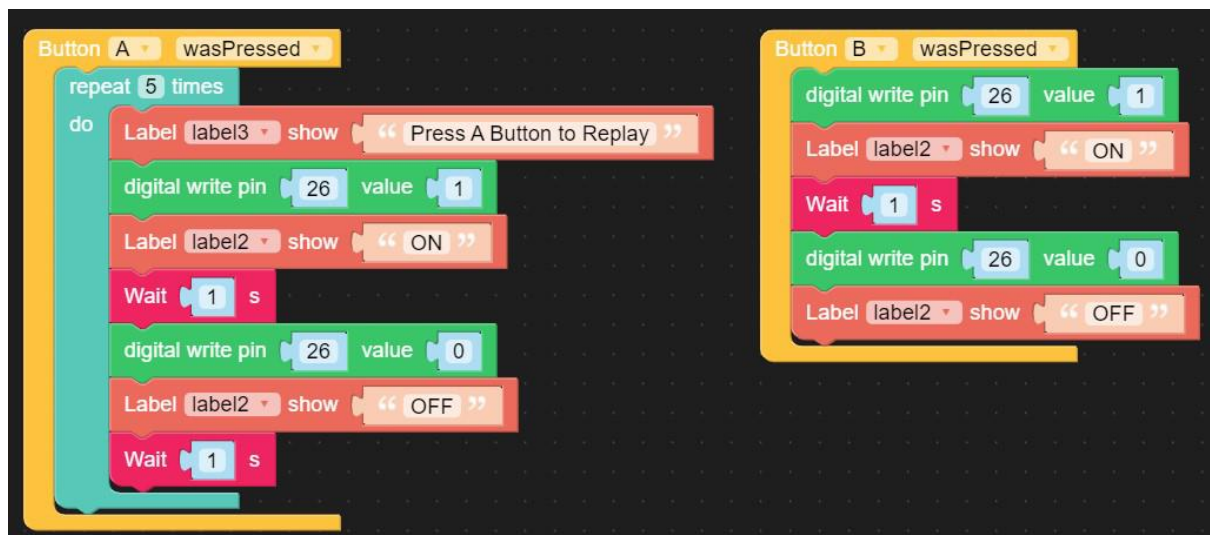 Button A wasPressed
repeat 5 times
do
Label label3 show “ Press A Button to Replay ”
digital write pin 26 value 1
Label label2 show “ ON ”
Wait 1 s
digital write pin 26 value 0
Label label2 show “ OFF ”
Wait 1 s
Button B wasPressed
digital write pin 26 value 1
Label label2 show “ ON ”
Wait 1 s
digital write pin 26 value 0
Label label2 show “ OFF ”